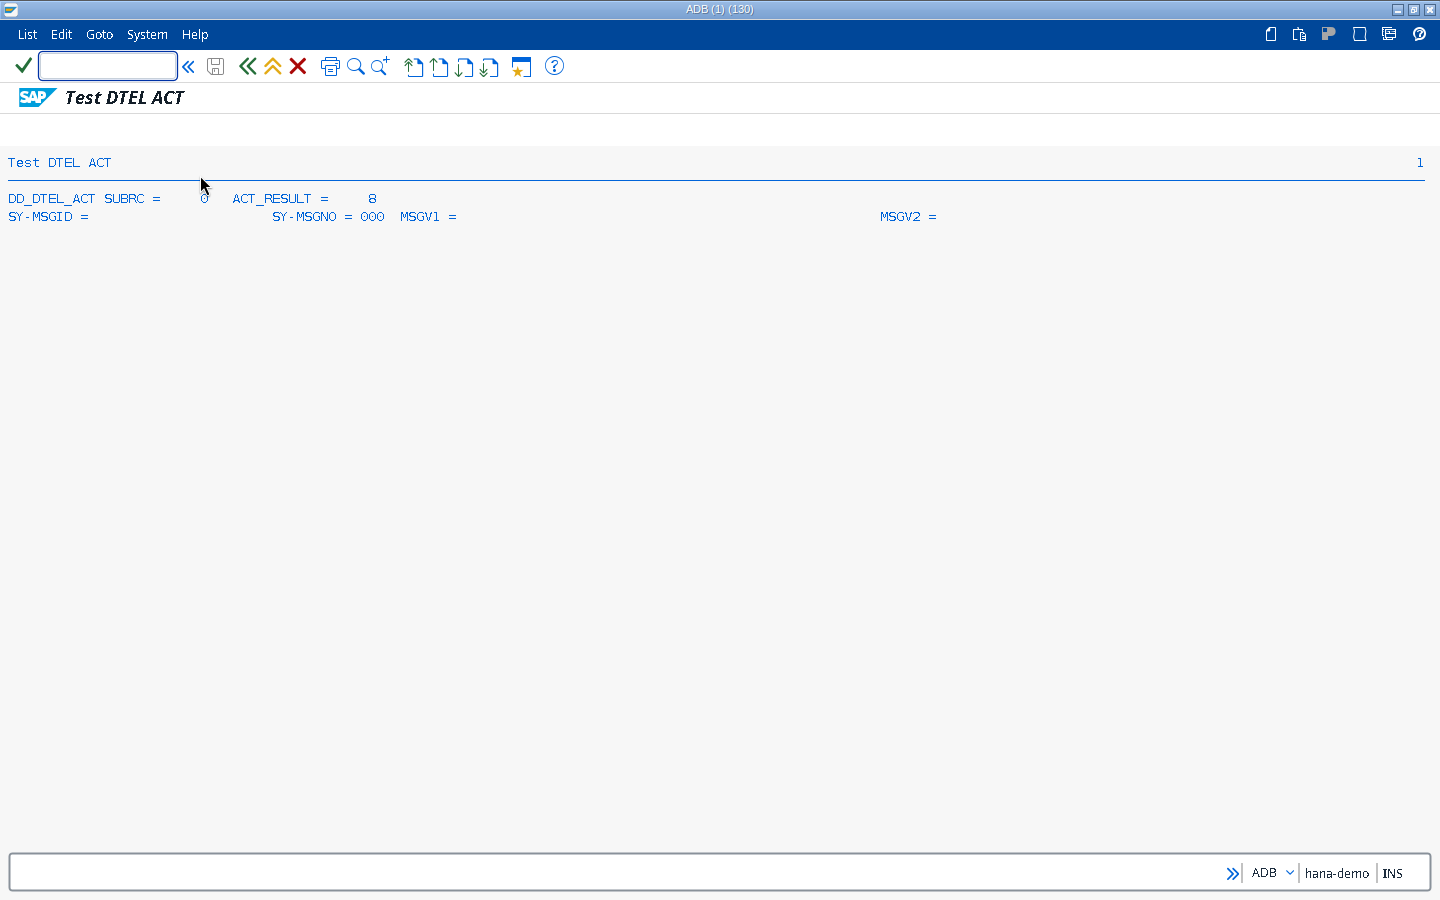 ADB (1) (130)
List Edit Goto System Help
SAP Test DTEL ACT
Test DTEL ACT 1
DD_DTEL_ACT SUBRC = 0 ACT_RESULT = 8
SY-MSGID = SY-MSGNO = 000 MSGV1 = MSGV2 =
ADB hana-demo INS